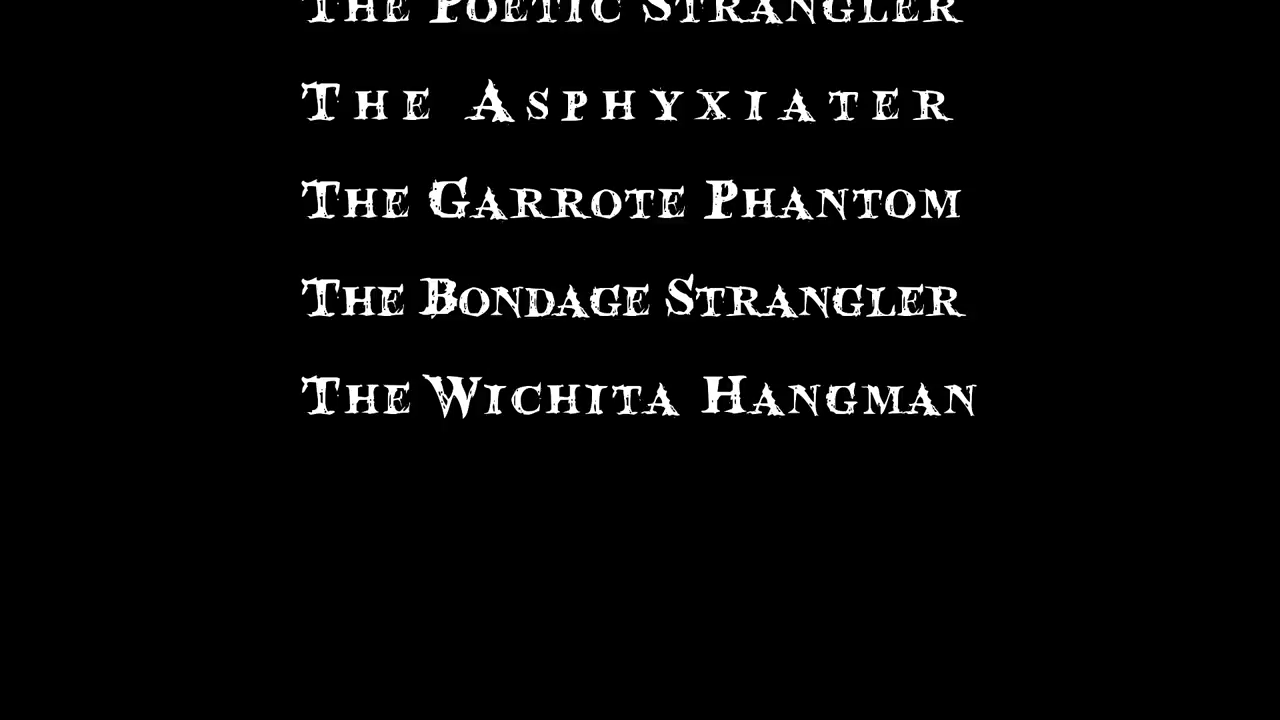 The Poetic Strangler
The Asphyxiater
The Garrote Phantom
The Bondage Strangler
The Wichita Hangman